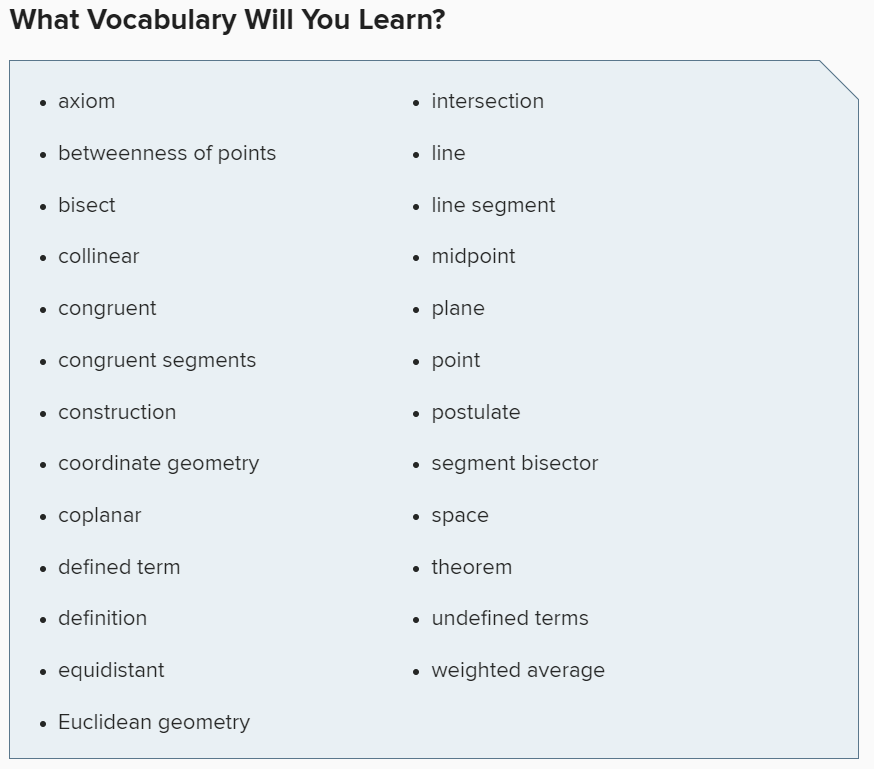 What Vocabulary Will You Learn?
• axiom
• betweenness of points
• bisect
• collinear
• congruent
• congruent segments
• construction
• coordinate geometry
• coplanar
• defined term
• definition
• equidistant
• Euclidean geometry
• intersection
• line
• line segment
• midpoint
• plane
• point
• postulate
• segment bisector
• space
• theorem
• undefined terms
• weighted average